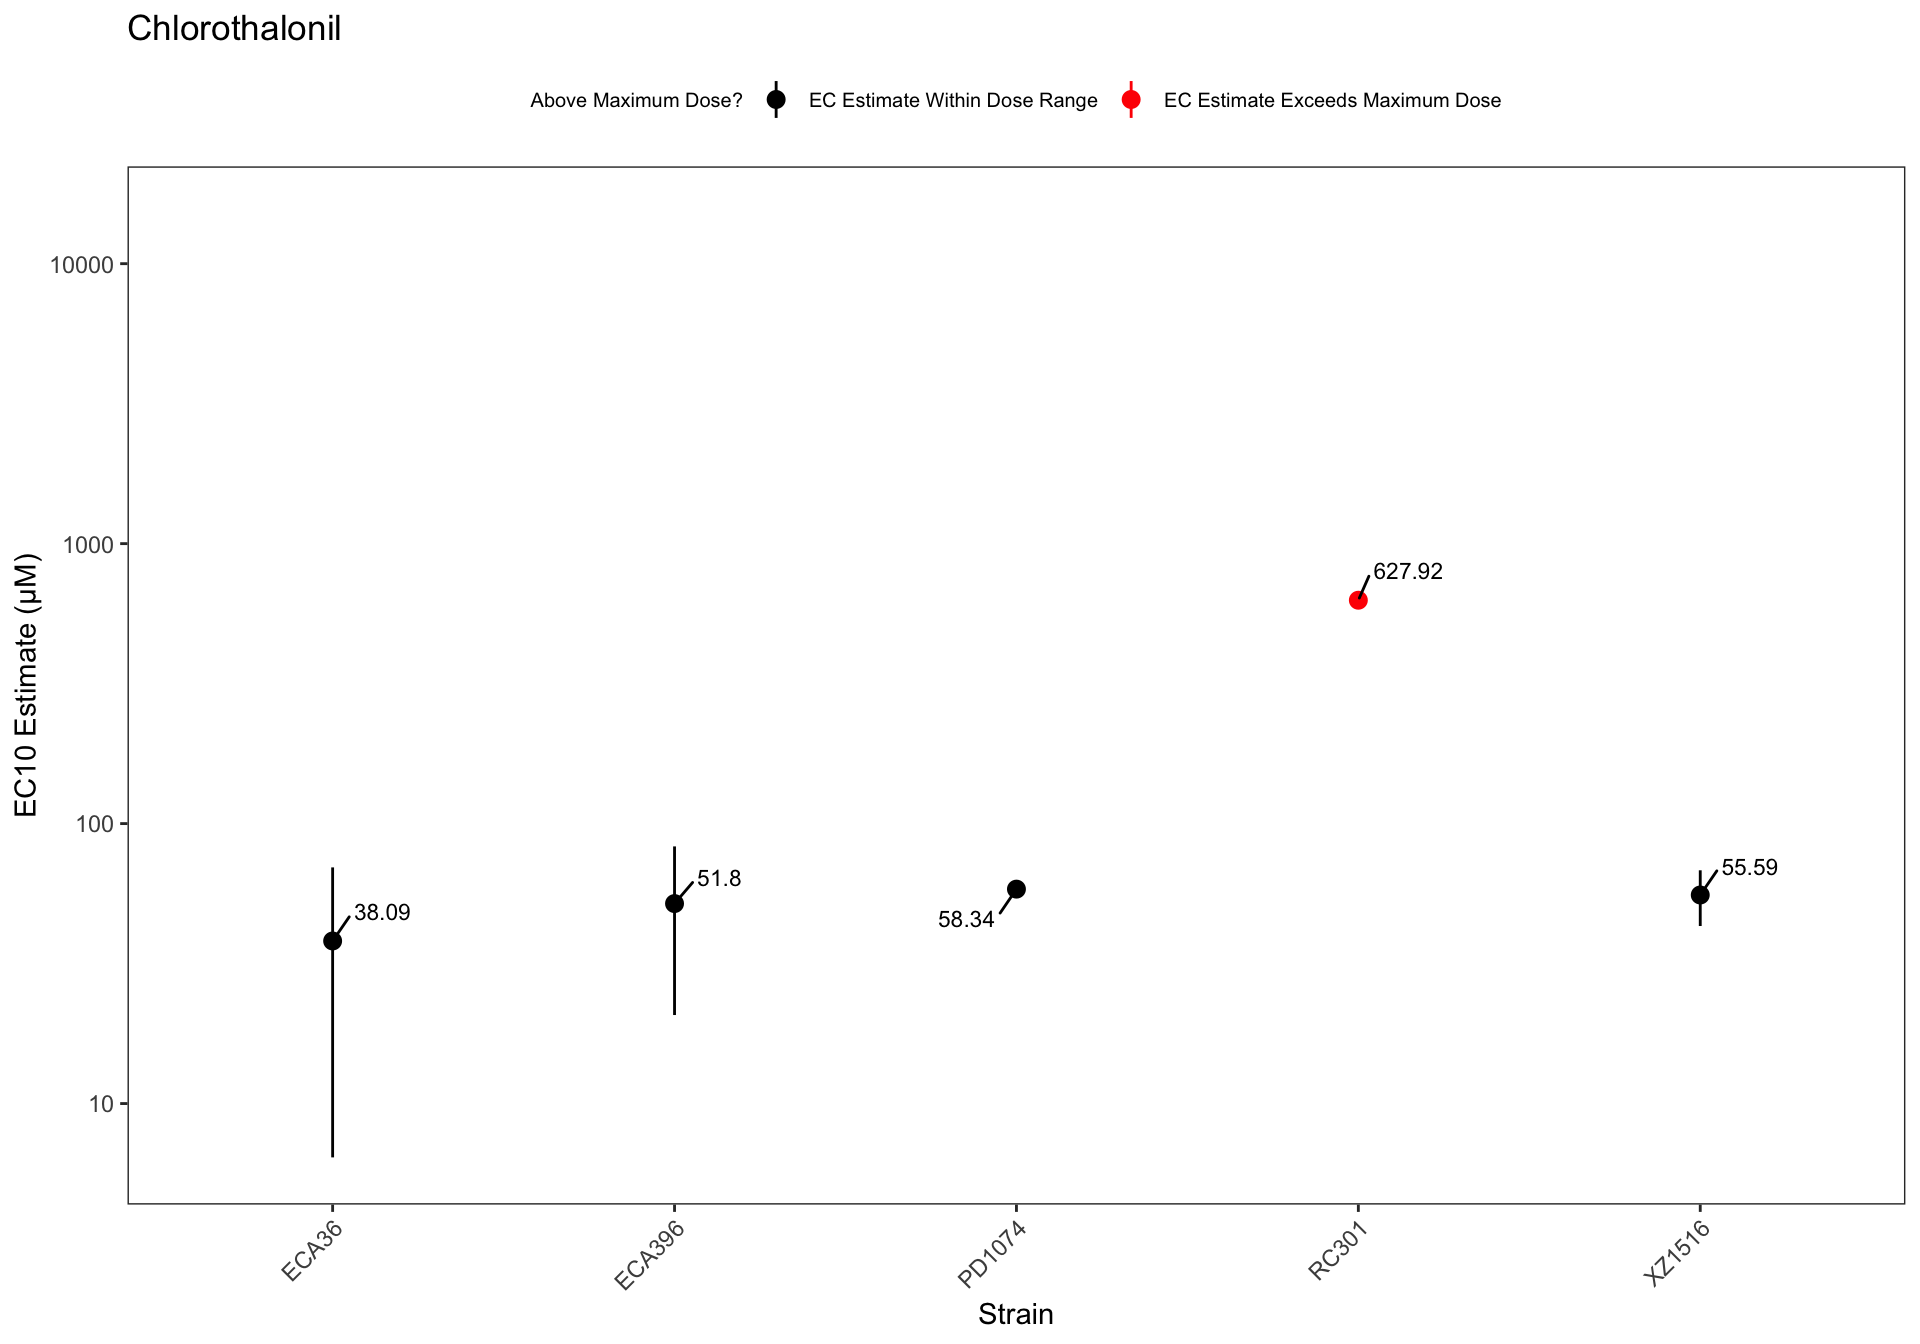 Chlorothalonil
Above Maximum Dose? EC Estimate Within Dose Range EC Estimate Exceeds Maximum Dose
EC10 Estimate (µM)
10000
1000
100
10
627.92
55.59
51.8
38.09
58.34
ECA36 ECA396 PD1074 RC301 XZ1516
Strain